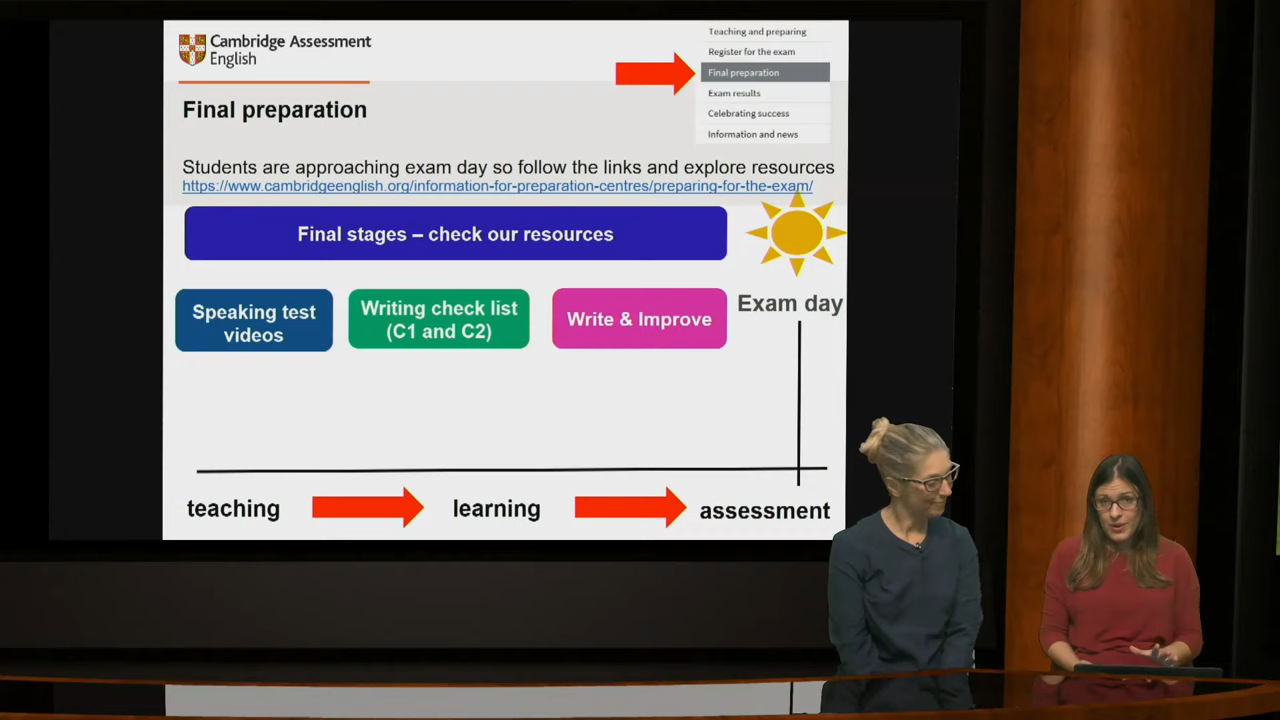 Cambridge Assessment
English
Teaching and preparing
Register for the exam
Final preparation
Exam results
Celebrating success
Information and news
Final preparation
Students are approaching exam day so follow the links and explore resources
https://www.cambridgeenglish.org/information-for-preparation-centres/preparing-for-the-exam/
Final stages – check our resources
Speaking test
videos
Writing check list
(C1 and C2)
Write & Improve
Exam day
teaching
learning
assessment